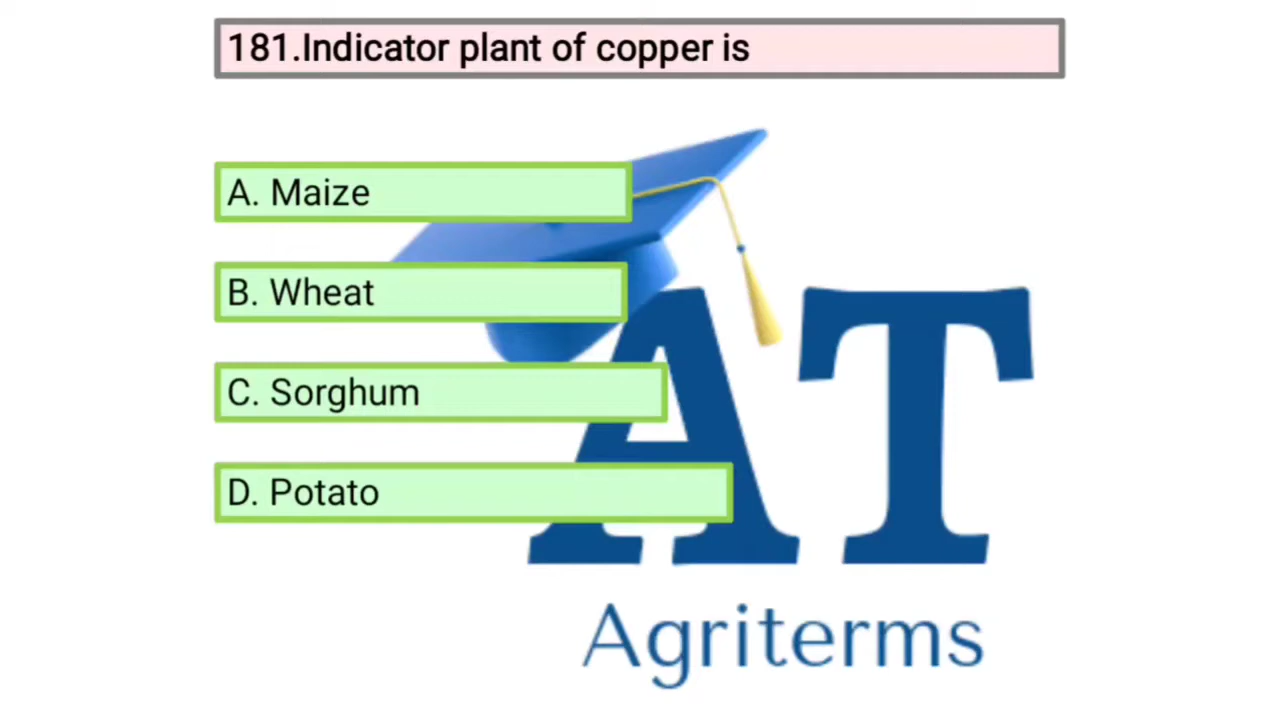 181.Indicator plant of copper is
A. Maize
B. Wheat
C. Sorghum
D. Potato
AT
Agriterms